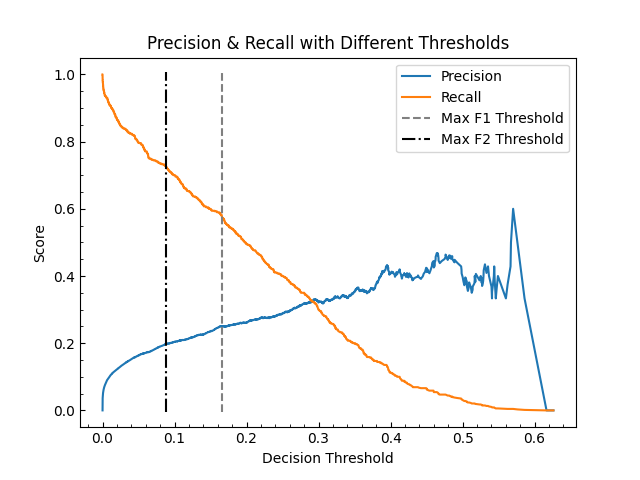 Precision & Recall with Different Thresholds
Precision
Recall
Max F1 Threshold
Max F2 Threshold
Score
1.0
0.8
0.6
0.4
0.2
0.0
0.0 0.1 0.2 0.3 0.4 0.5 0.6
Decision Threshold